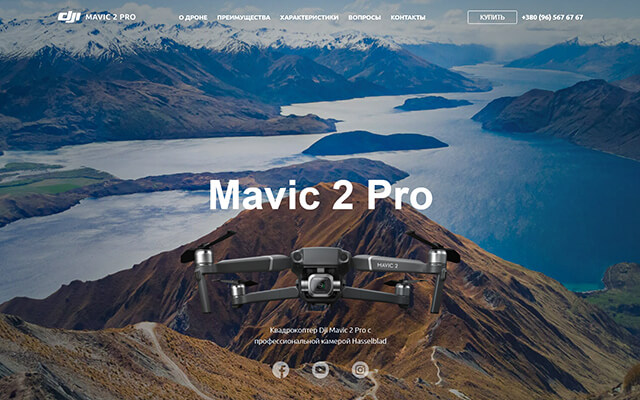 dji MAVIC 2 PRO
О ДРОНЕ ПРЕИМУЩЕСТВА ХАРАКТЕРИСТИКИ ВОПРОСЫ КОНТАКТЫ
КУПИТЬ
+380 (96) 567 67 67
Mavic 2 Pro
MAVIC 2
Квадрокоптер Dji Mavic 2 Pro с
профессиональной камерой Hasselblad